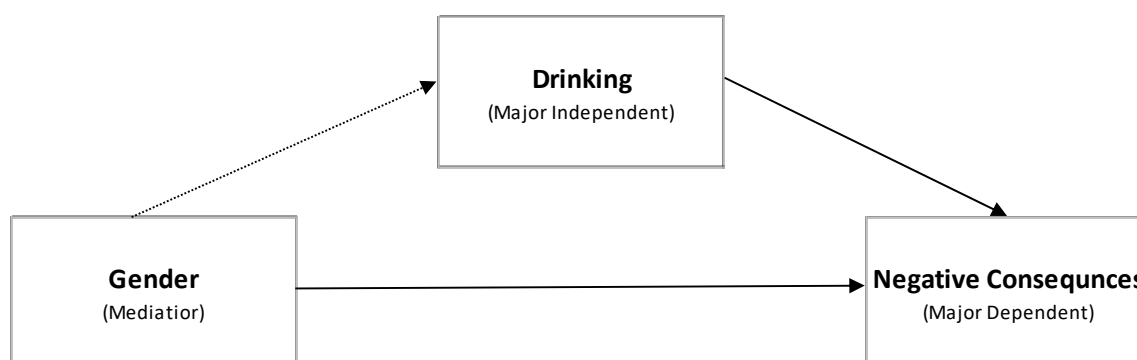 Drinking
(Major Independent)
Gender
(Mediatior)
Negative Consequnces
(Major Dependent)